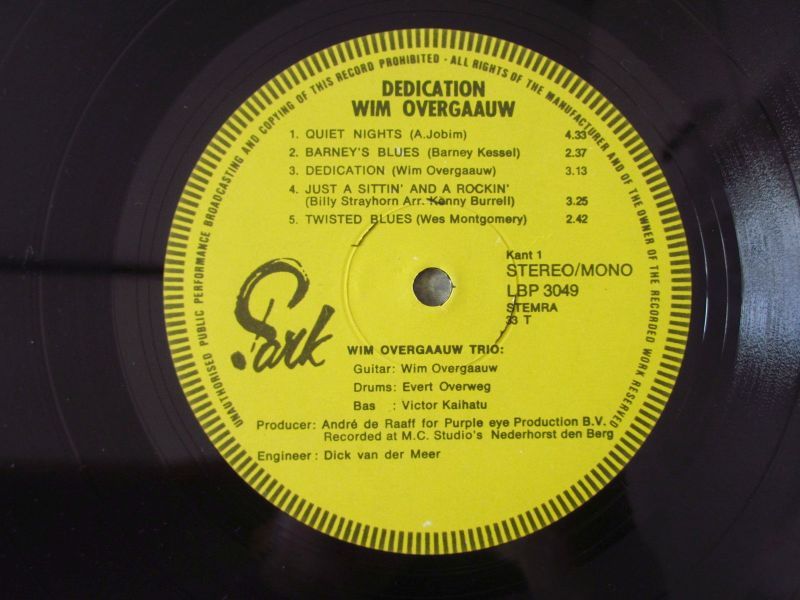 UNAUTHORISED PUBLIC PERFORMANCE BROADCASTING AND COPYING OF THIS RECORD PROHIBITED · ALL RIGHTS OF THE MANUFACTURER AND OF THE OWNER OF THE RECORDED WORK RESERVED
DEDICATION
WIM OVERGAAUW
1. QUIET NIGHTS (A.Jobim) 4.33
2. BARNEY'S BLUES (Barney Kessel) 2.37
3. DEDICATION (Wim Overgaauw) 3.13
4. JUST A SITTIN' AND A ROCKIN'
(Billy Strayhorn Arr. Kenny Burrell) 3.25
5. TWISTED BLUES (Wes Montgomery) 2.42
Kant 1
STEREO/MONO
LBP 3049
STEMRA
33 T
Park
WIM OVERGAAUW TRIO:
Guitar: Wim Overgaauw
Drums: Evert Overweg
Bas : Victor Kaihatu
Producer: André de Raaff for Purple eye Production B.V.
Recorded at M.C. Studio's Nederhorst den Berg
Engineer: Dick van der Meer